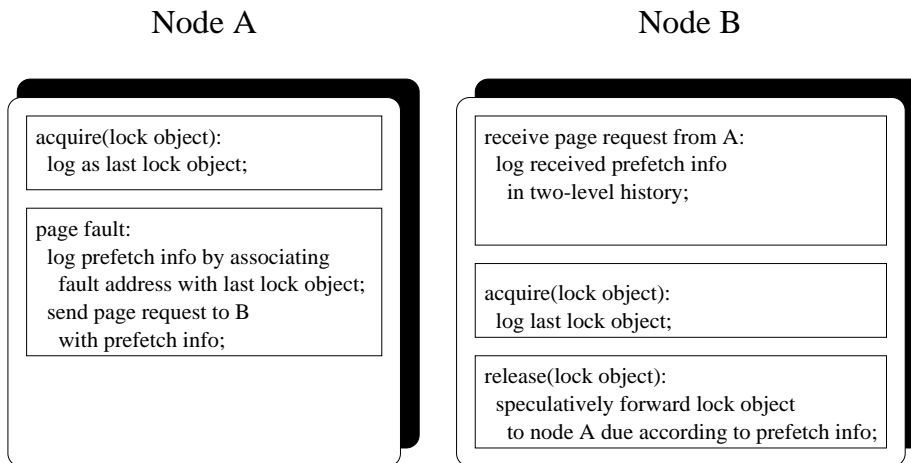 Node A
acquire(lock object):
log as last lock object;
page fault:
log prefetch info by associating
fault address with last lock object;
send page request to B
with prefetch info;
Node B
receive page request from A:
log received prefetch info
in two-level history;
acquire(lock object):
log last lock object;
release(lock object):
speculatively forward lock object
to node A due according to prefetch info;